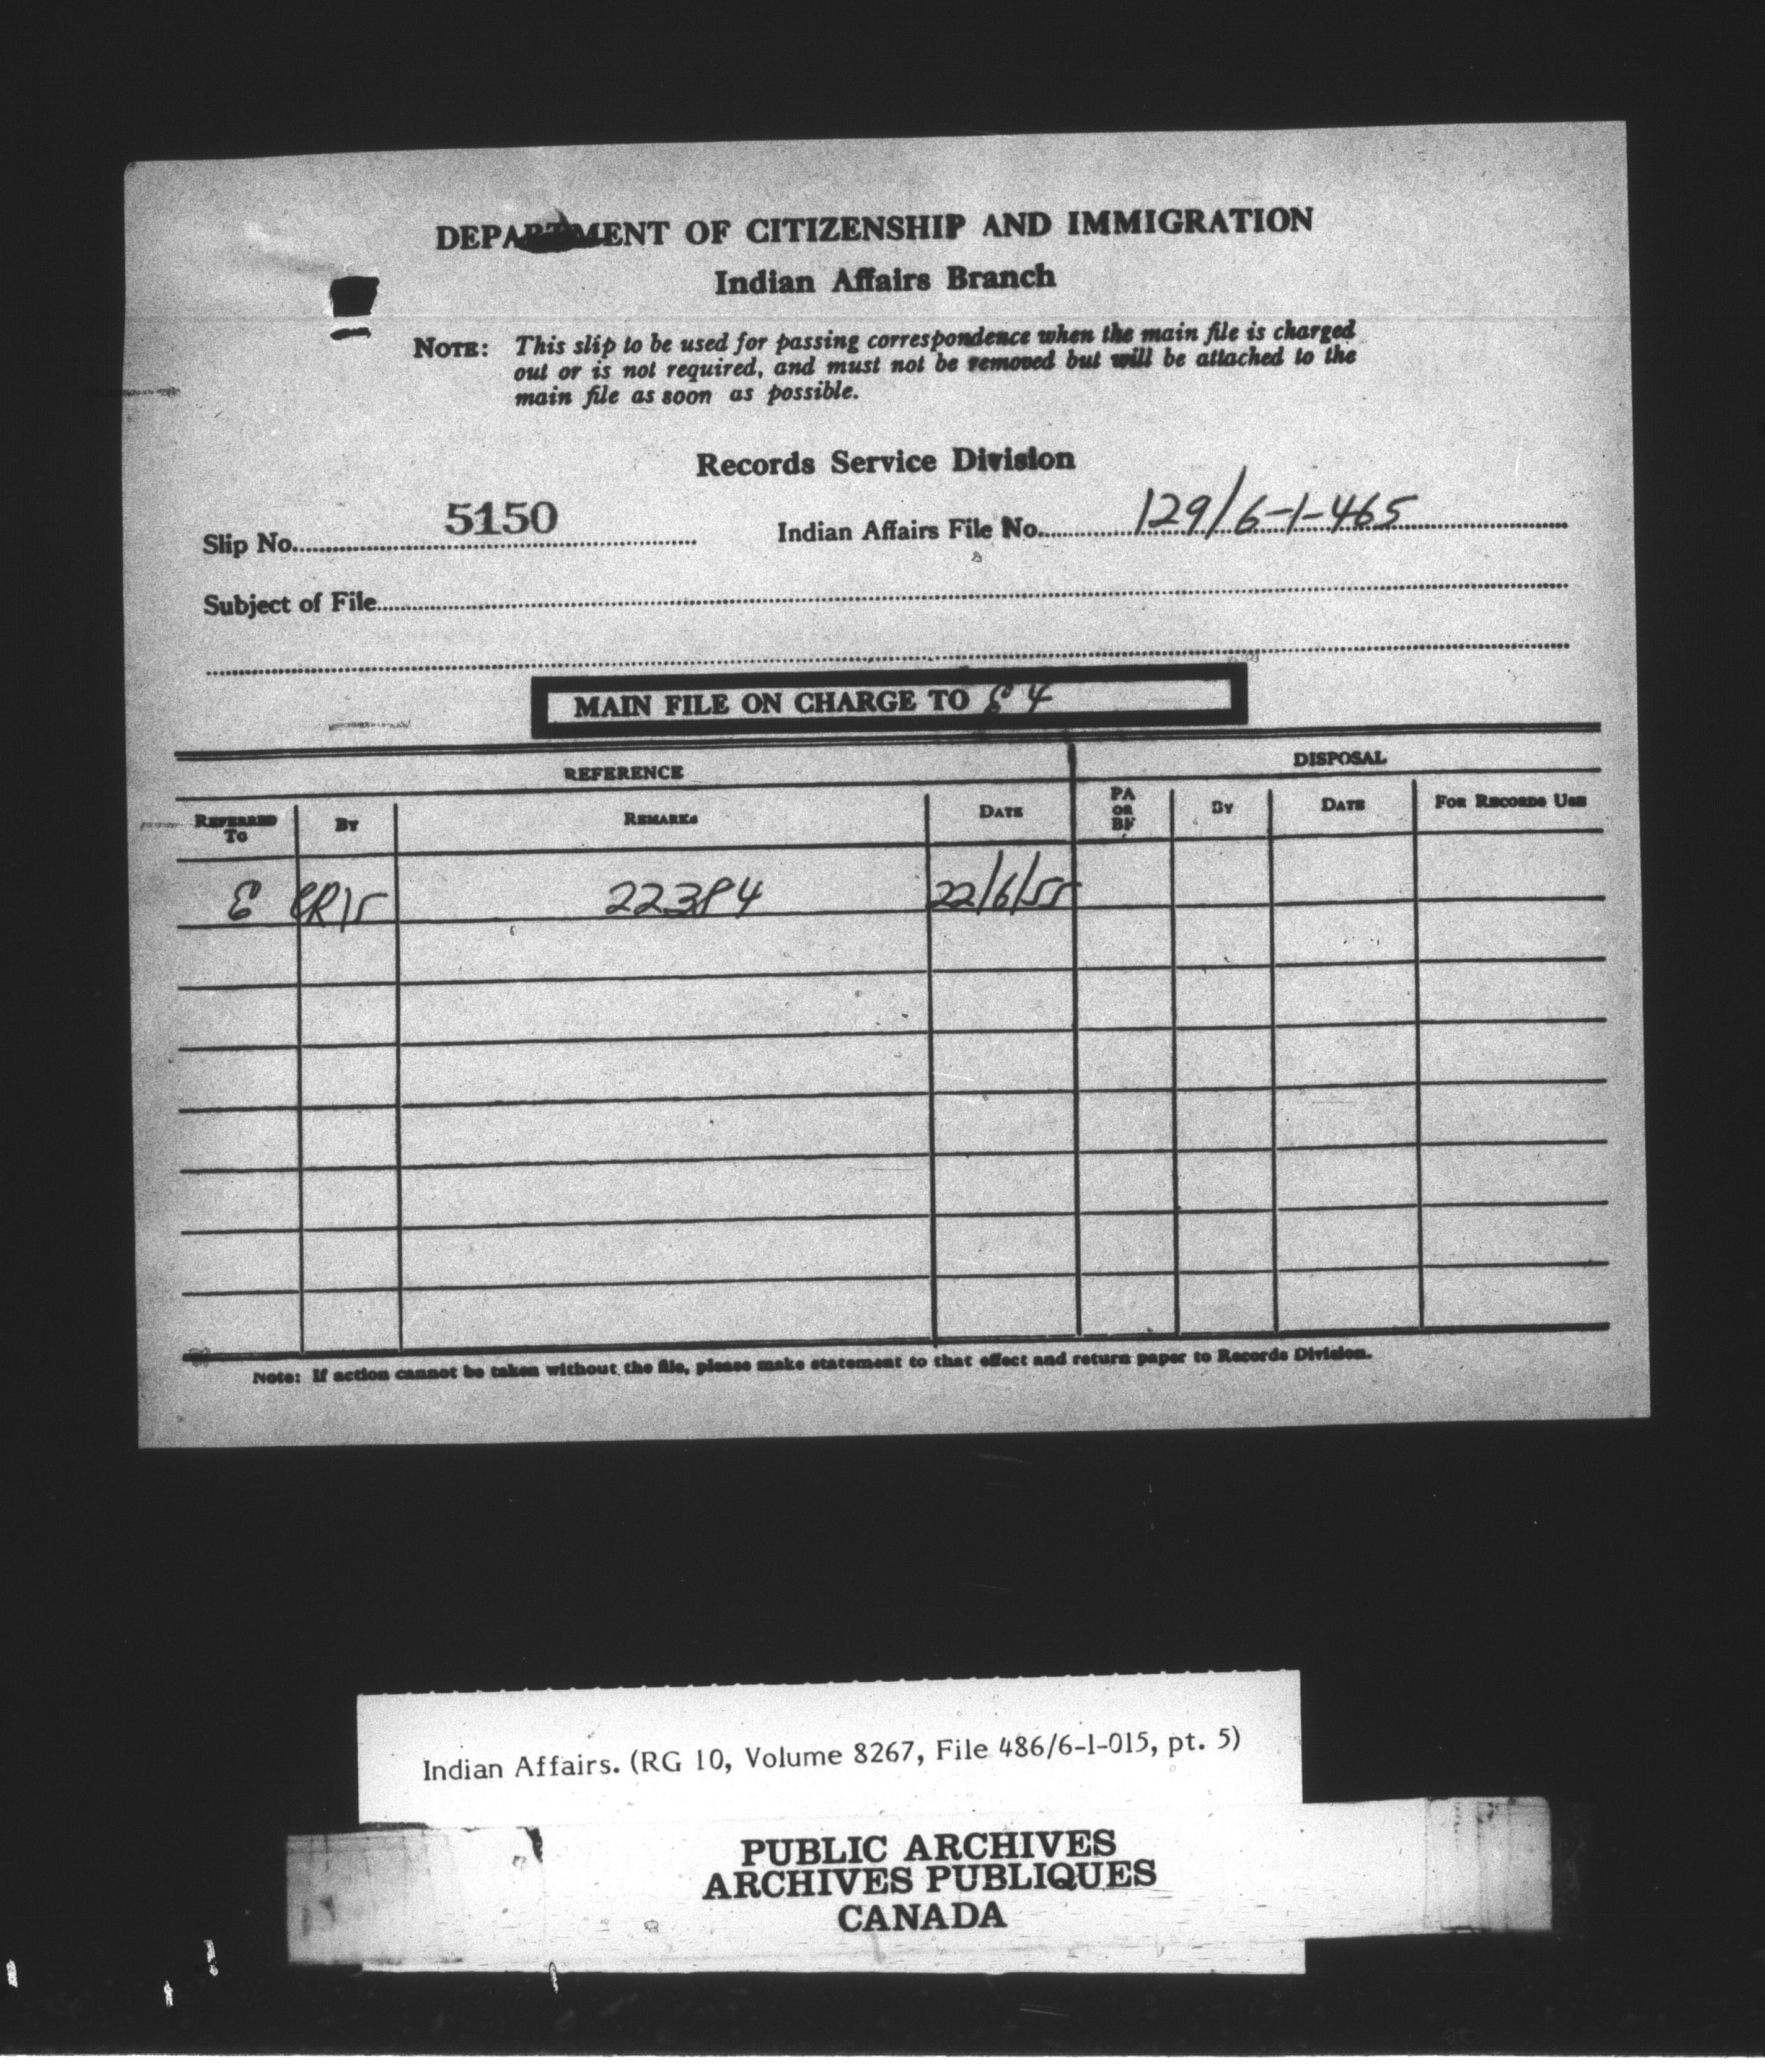 DEPARTMENT OF CITIZENSHIP AND IMMIGRATION
Indian Affairs Branch
NOTE: This slip to be used for passing correspondence when the main file is charged
out or is not required, and must not be removed but will be attached to the
main file as soon as possible.
Records Service Division
Slip No. 5150 Indian Affairs File No. 129/6-1-465
Subject of File
MAIN FILE ON CHARGE TO E 4
REFERENCE DISPOSAL
REFERRED TO BY REMARKS DATE PA OR BF BY DATE FOR RECORDS USE
E CR15 22384 22/6/55
Note: If action cannot be taken without the file, please make statement to that effect and return paper to Records Division.
Indian Affairs. (RG 10, Volume 8267, File 486/6-1-015, pt. 5)
PUBLIC ARCHIVES
ARCHIVES PUBLIQUES
CANADA